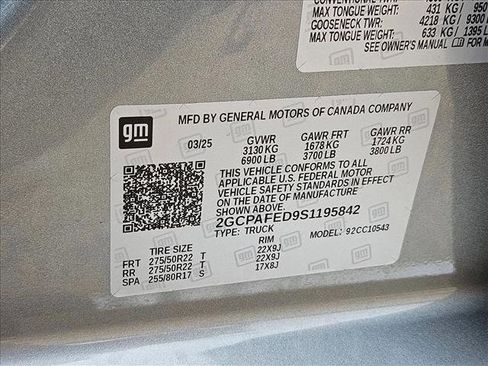 MAX TONGUE WEIGHT: 431 KG / 950
GOOSENECK TWR: 4218 KG / 9300
MAX TONGUE WEIGHT: 633 KG / 1395
SEE OWNER'S MANUAL FOR
gm
MFD BY GENERAL MOTORS OF CANADA COMPANY
03/25 GVWR GAWR FRT GAWR RR
3130 KG 1678 KG 1724 KG
6900 LB 3700 LB 3800 LB
THIS VEHICLE CONFORMS TO ALL
APPLICABLE U.S. FEDERAL MOTOR
VEHICLE SAFETY STANDARDS IN EFFECT
ON THE DATE OF MANUFACTURE
SHOWN ABOVE.
2GCPAFED9S1195842
TYPE: TRUCK MODEL: 92CC10543
TIRE SIZE RIM
FRT 275/50R22 T 22X9J
RR 275/50R22 T 22X9J
SPA 255/80R17 S 17X8J